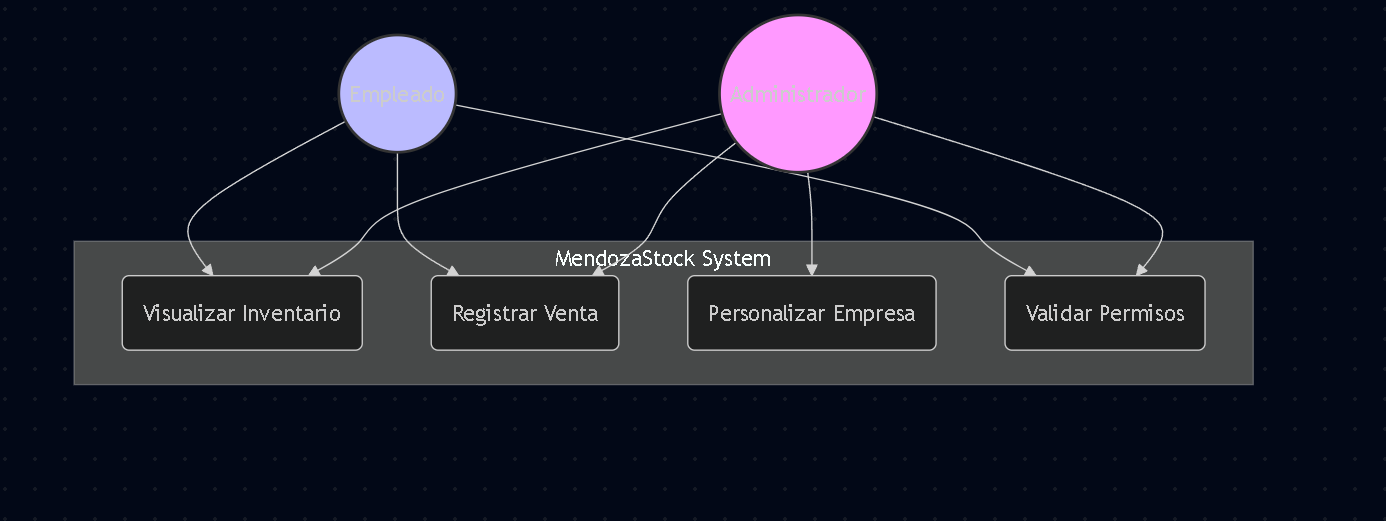 Empleado
Administrador
MendozaStock System
Visualizar Inventario
Registrar Venta
Personalizar Empresa
Validar Permisos